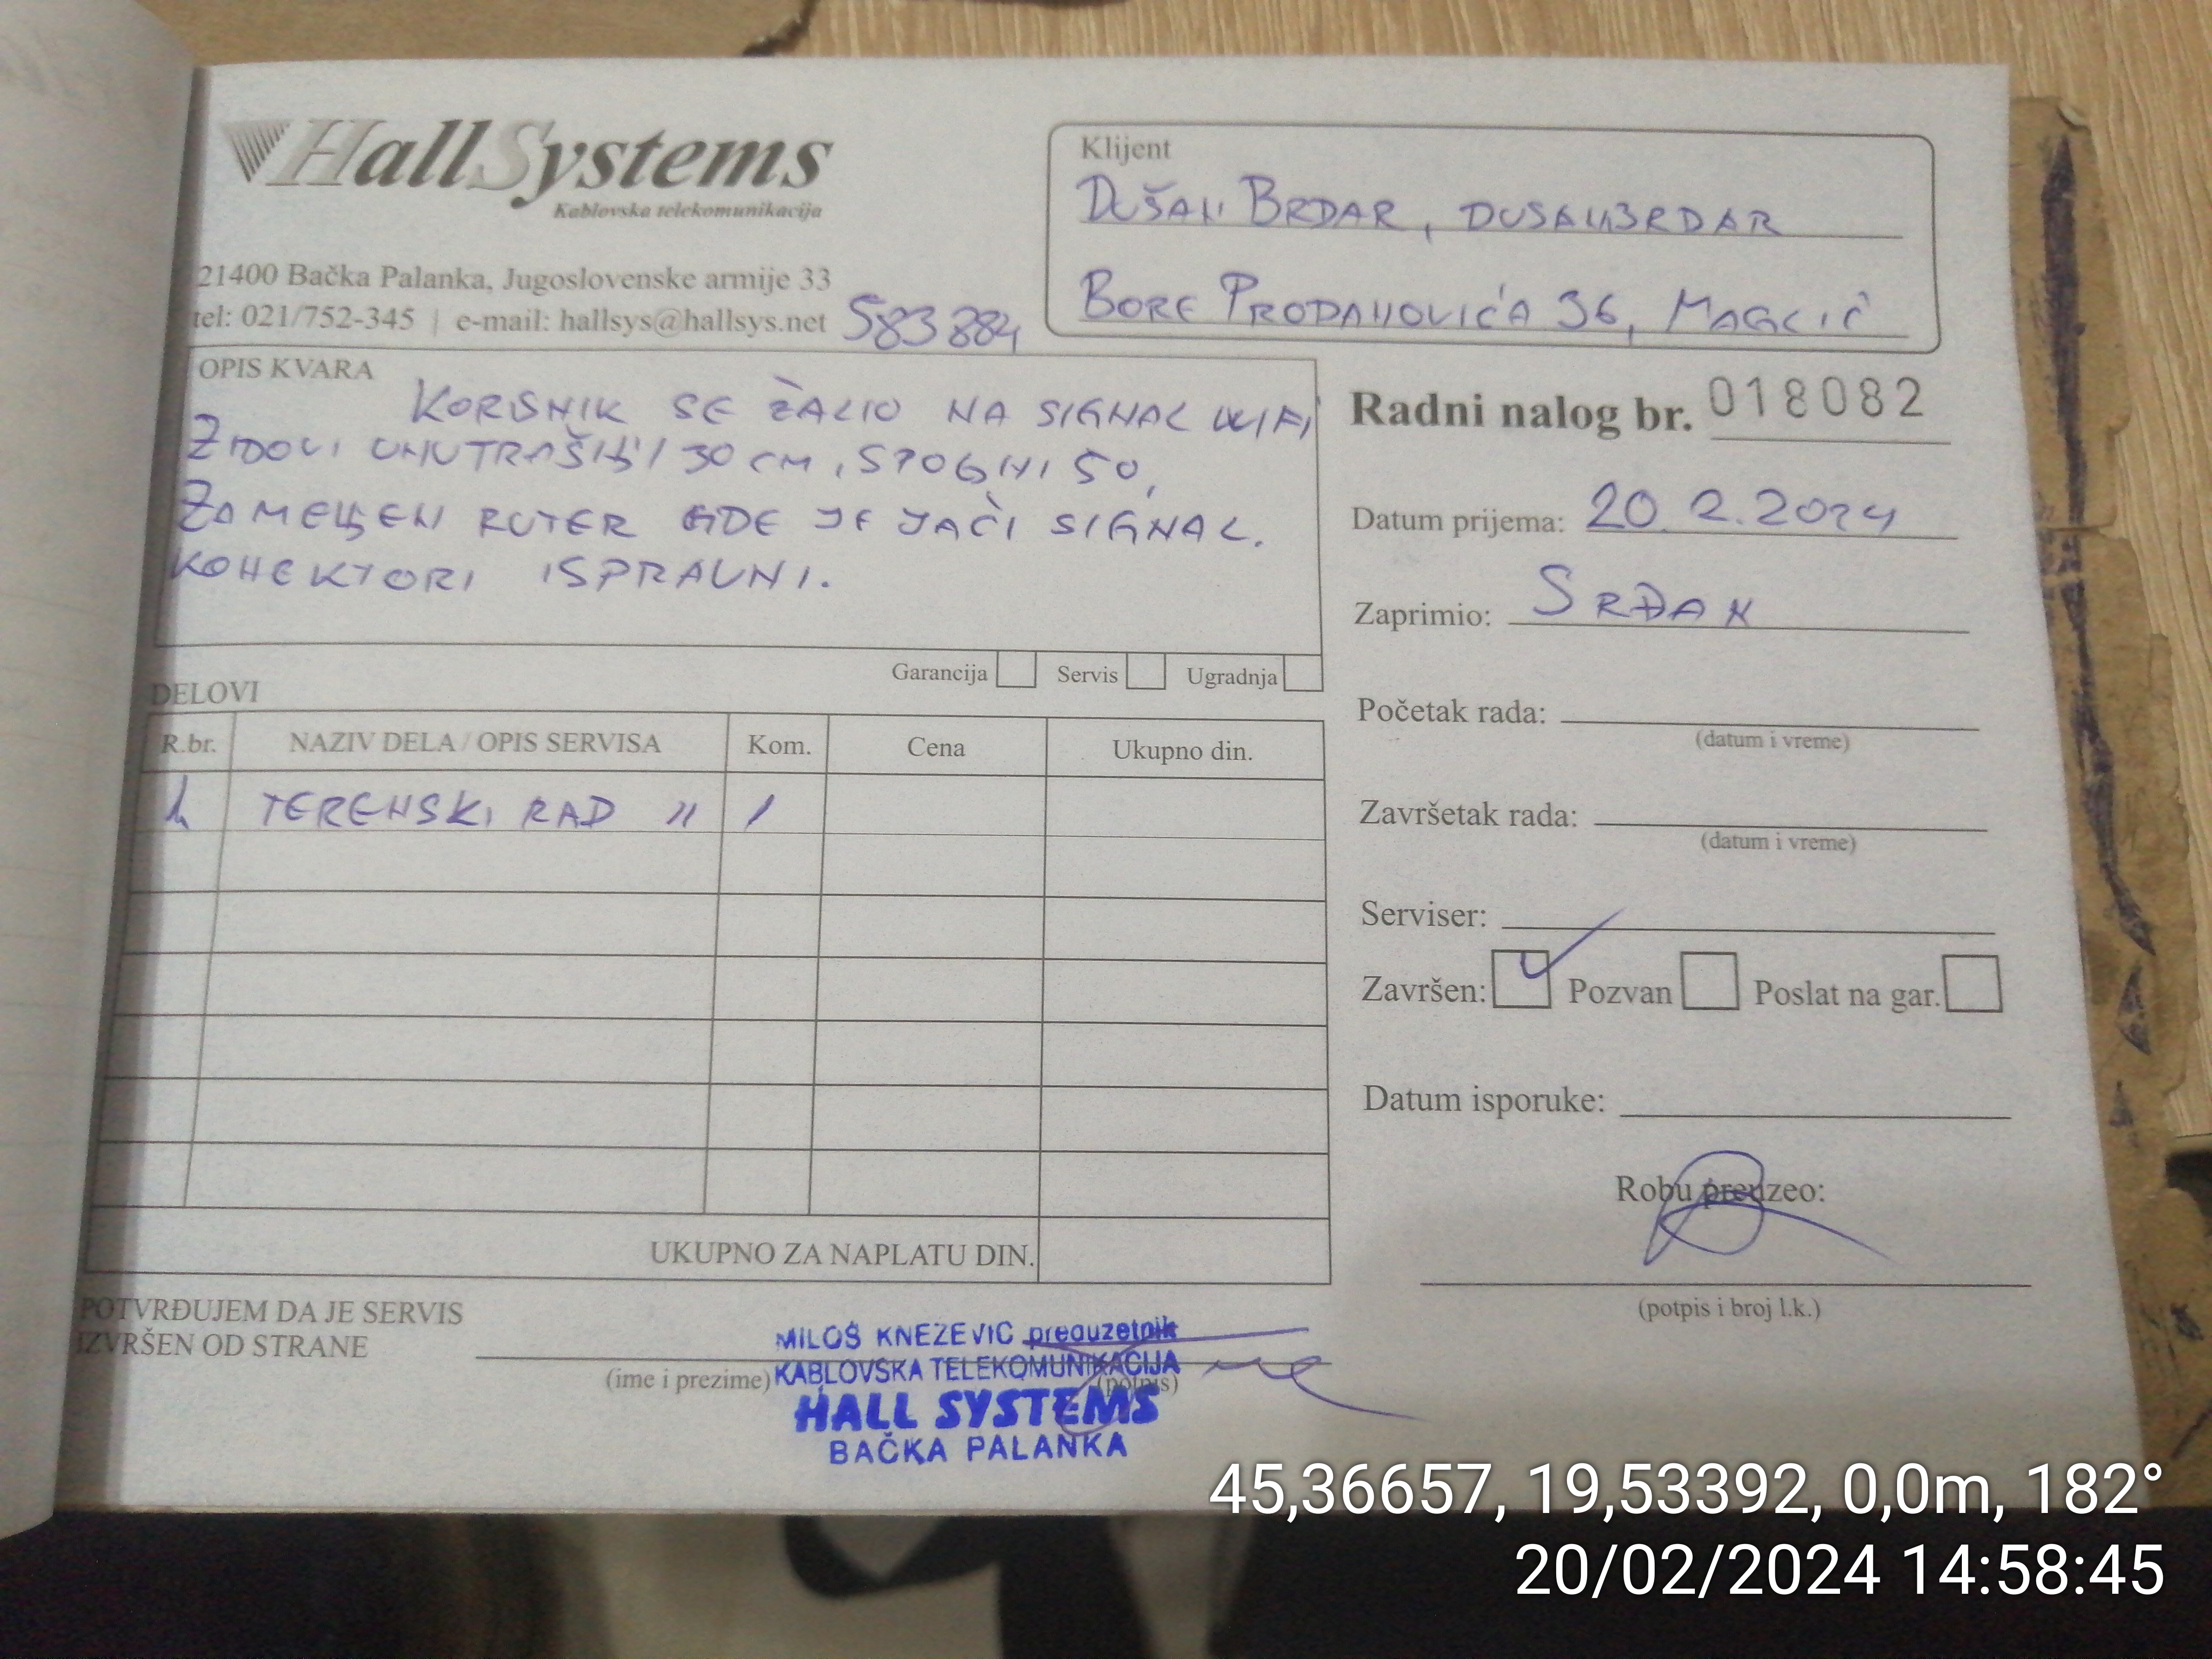 HallSystems
Kablovska telekomunikacija
21400 Bačka Palanka, Jugoslovenske armije 33
tel: 021/752-345 | e-mail: hallsys@hallsys.net
583884
Klijent
DUŠAN BRDAR, DUSANBRDAR
BORE PRODANOVIĆA 36, MAGLIĆ
OPIS KVARA
KORISNIK SE ŽALIO NA SIGNAL WIFI
ZIDOVI UNUTRAŠNJI 30 CM, SPOLJNI 50,
ZAMENJEN RUTER GDE JE JAČI SIGNAL.
KONEKTORI ISPRAVNI.
Garancija Servis Ugradnja
Radni nalog br. 018082
Datum prijema: 20.2.2024
Zaprimio: SRĐAN
Početak rada:
(datum i vreme)
Završetak rada:
(datum i vreme)
Serviser:
Završen: Pozvan Poslat na gar.
Datum isporuke:
Robu preuzeo:
(potpis i broj l.k.)
DELOVI
R.br. NAZIV DELA / OPIS SERVISA Kom. Cena Ukupno din.
1. TERENSKI RAD 11 1
UKUPNO ZA NAPLATU DIN.
POTVRĐUJEM DA JE SERVIS
IZVRŠEN OD STRANE
(ime i prezime)
(potpis)
MILOŠ KNEZEVIC preduzetnik
KABLOVSKA TELEKOMUNIKACIJA
HALL SYSTEMS
BAČKA PALANKA
45,36657, 19,53392, 0,0m, 182°
20/02/2024 14:58:45